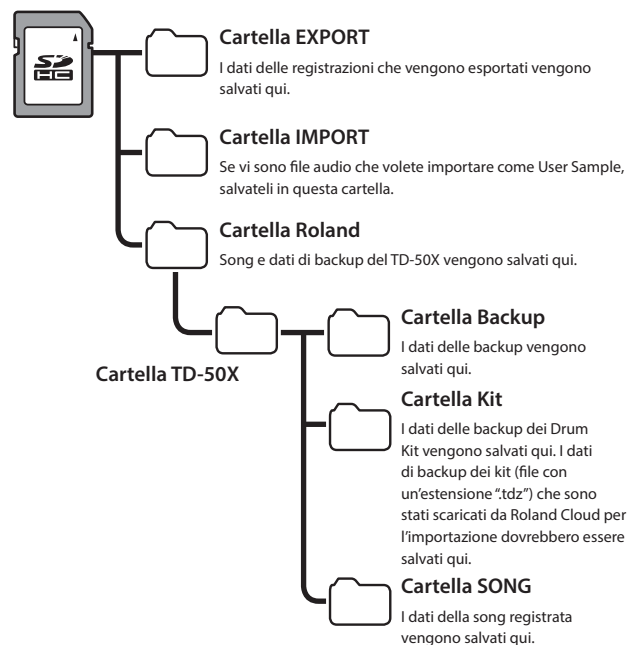 SD
HC
Cartella EXPORT
I dati delle registrazioni che vengono esportati vengono
salvati qui.
Cartella IMPORT
Se vi sono file audio che volete importare come User Sample,
salvateli in questa cartella.
Cartella Roland
Song e dati di backup del TD-50X vengono salvati qui.
Cartella TD-50X
Cartella Backup
I dati delle backup vengono
salvati qui.
Cartella Kit
I dati delle backup dei Drum
Kit vengono salvati qui. I dati
di backup dei kit (file con
un’estensione “.tdz”) che sono
stati scaricati da Roland Cloud per
l’importazione dovrebbero essere
salvati qui.
Cartella SONG
I dati della song registrata
vengono salvati qui.